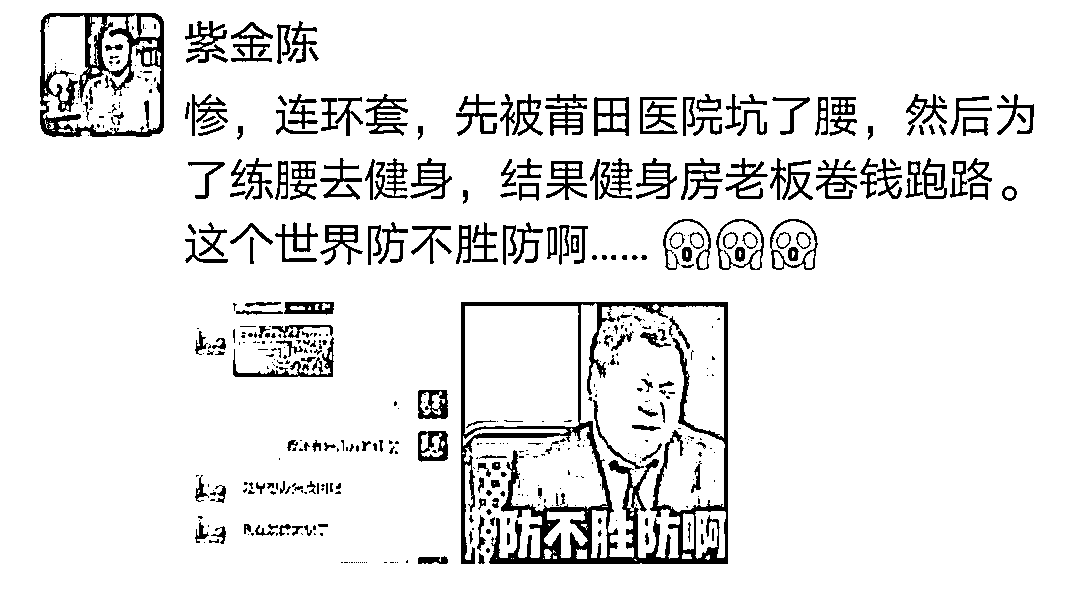 紫金陈
惨，连环套，先被莆田医院坑了腰，然后为
了练腰去健身，结果健身房老板卷钱跑路。
这个世界防不胜防啊…… 😱😱😱
防不胜防啊